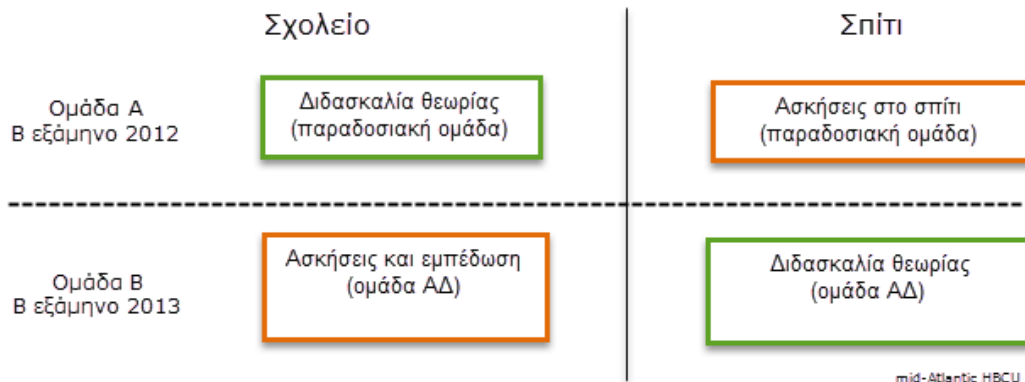 Σχολείο
Σπίτι
Ομάδα Α
Β εξάμηνο 2012
Διδασκαλία θεωρίας
(παραδοσιακή ομάδα)
Ασκήσεις στο σπίτι
(παραδοσιακή ομάδα)
Ομάδα Β
Β εξάμηνο 2013
Ασκήσεις και εμπέδωση
(ομάδα ΑΔ)
Διδασκαλία θεωρίας
(ομάδα ΑΔ)
mid-Atlantic HBCU